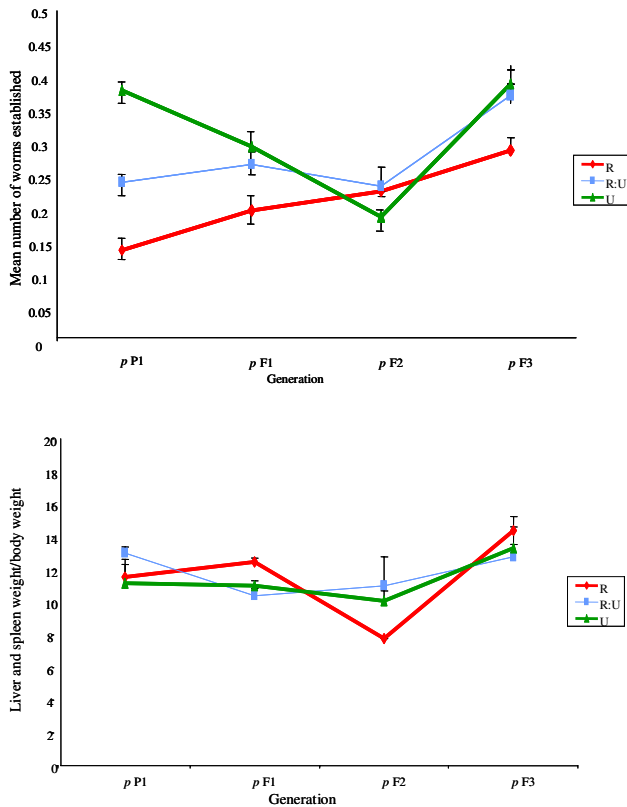 0.5
0.45
0.4
0.35
0.3
0.25
0.2
0.15
0.1
0.05
0
Mean number of worms established
p P1
p F1
p F2
p F3
Generation
R
R:U
U
20
18
16
14
12
10
8
6
4
2
0
Liver and spleen weight/body weight
p P1
p F1
p F2
p F3
Generation
R
R:U
U